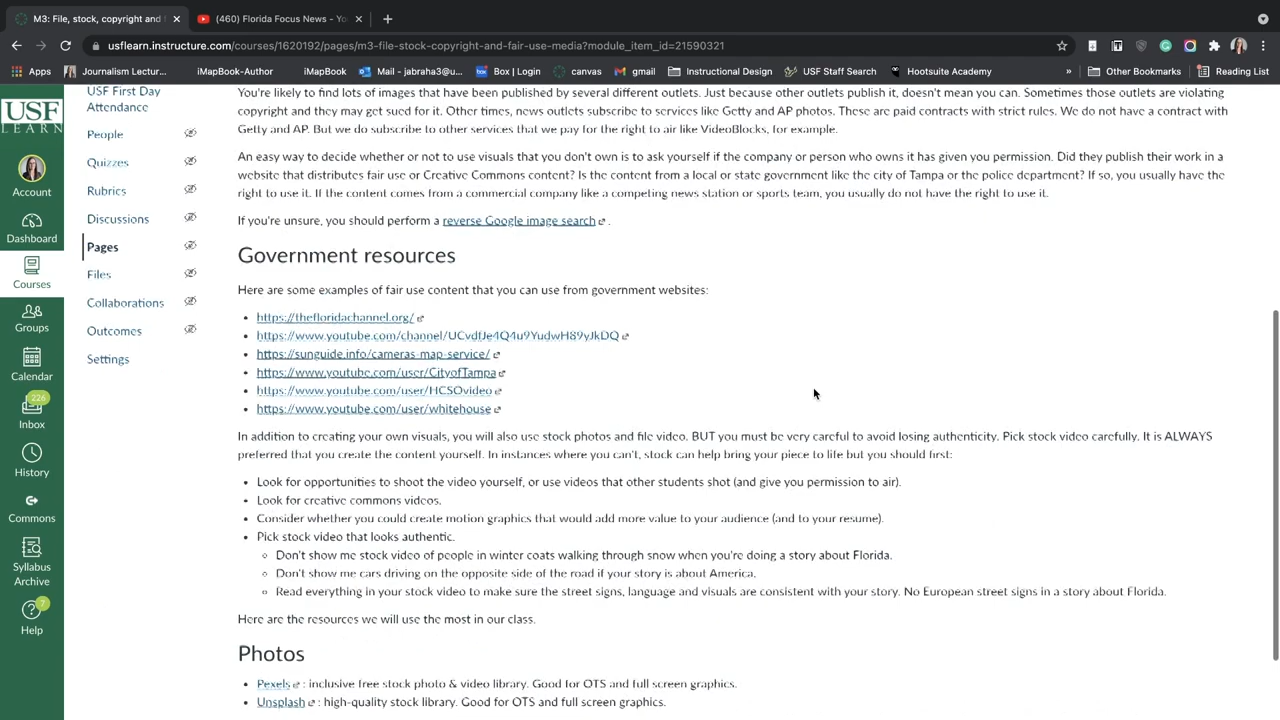 M3: File, stock, copyright and
(460) Florida Focus News - Yo
usflearn.instructure.com/courses/1620192/pages/m3-file-stock-copyright-and-fair-use-media?module_item_id=21590321
Apps
Journalism Lectur...
iMapBook-Author
iMapBook
Mail - jabraha3@u...
Box | Login
canvas
gmail
Instructional Design
USF Staff Search
Hootsuite Academy
»
Other Bookmarks
Reading List
USF
LEARN
Account
Dashboard
Courses
Groups
Calendar
226
Inbox
History
Commons
Syllabus
Archive
7
Help
USF First Day
Attendance
People
Quizzes
Rubrics
Discussions
Pages
Files
Collaborations
Outcomes
Settings
You're likely to find lots of images that have been published by several different outlets. Just because other outlets publish it, doesn't mean you can. Sometimes those outlets are violating
copyright and they may get sued for it. Other times, news outlets subscribe to services like Getty and AP photos. These are paid contracts with strict rules. We do not have a contract with
Getty and AP. But we do subscribe to other services that we pay for the right to air like VideoBlocks, for example.
An easy way to decide whether or not to use visuals that you don't own is to ask yourself if the company or person who owns it has given you permission. Did they publish their work in a
website that distributes fair use or Creative Commons content? Is the content from a local or state government like the city of Tampa or the police department? If so, you usually have the
right to use it. If the content comes from a commercial company like a competing news station or sports team, you usually do not have the right to use it.
If you're unsure, you should perform a reverse Google image search .
Government resources
Here are some examples of fair use content that you can use from government websites:
https://thefloridachannel.org/
https://www.youtube.com/channel/UCvdfJe4Q4u9YudwH89yJkDQ
https://sunguide.info/cameras-map-service/
https://www.youtube.com/user/CityofTampa
https://www.youtube.com/user/HCSOvideo
https://www.youtube.com/user/whitehouse
In addition to creating your own visuals, you will also use stock photos and file video. BUT you must be very careful to avoid losing authenticity. Pick stock video carefully. It is ALWAYS
preferred that you create the content yourself. In instances where you can't, stock can help bring your piece to life but you should first:
Look for opportunities to shoot the video yourself, or use videos that other students shot (and give you permission to air).
Look for creative commons videos.
Consider whether you could create motion graphics that would add more value to your audience (and to your resume).
Pick stock video that looks authentic.
Don't show me stock video of people in winter coats walking through snow when you're doing a story about Florida.
Don't show me cars driving on the opposite side of the road if your story is about America.
Read everything in your stock video to make sure the street signs, language and visuals are consistent with your story. No European street signs in a story about Florida.
Here are the resources we will use the most in our class.
Photos
Pexels : inclusive free stock photo & video library. Good for OTS and full screen graphics.
Unsplash : high-quality stock library. Good for OTS and full screen graphics.